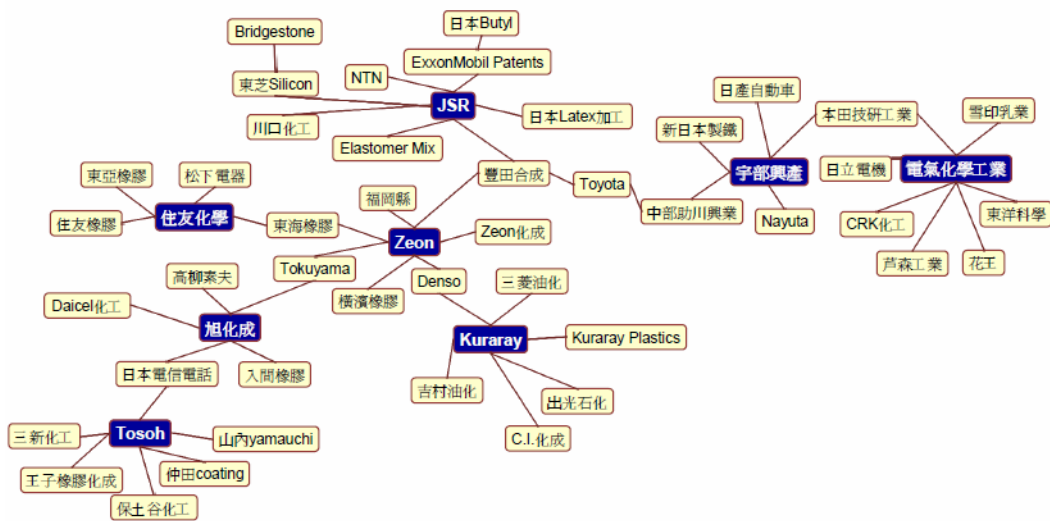 日本Butyl
Bridgestone
ExxonMobil Patents
NTN
東芝Silicon
日產自動車
JSR
本田技研工業
雪印乳業
日本Latex加工
川口化工
新日本製鐵
Elastomer Mix
宇部興產
日立電機
電氣化學工業
東亞橡膠
松下電器
豐田合成
Toyota
福岡縣
中部助川興業
東洋科學
住友化學
住友橡膠
東海橡膠
Zeon化成
Nayuta
CRK化工
Zeon
芦森工業
花王
Tokuyama
高柳素夫
Denso
三菱油化
橫濱橡膠
Daicel化工
旭化成
Kuraray
Kuraray Plastics
日本電信電話
入間橡膠
吉村油化
出光石化
Tosoh
三新化工
山內yamauchi
C.I.化成
仲田coating
王子橡膠化成
保土谷化工